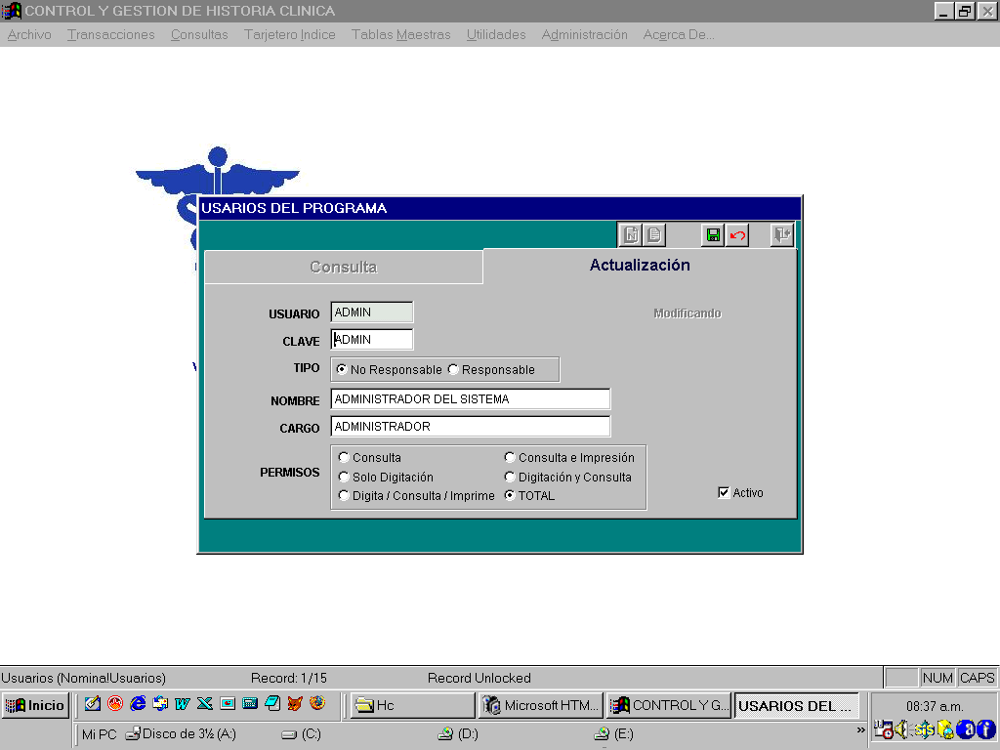 CONTROL Y GESTION DE HISTORIA CLINICA
Archivo Transacciones Consultas Tarjetero Indice Tablas Maestras Utilidades Administración Acerca De...
USARIOS DEL PROGRAMA
Consulta Actualización
Modificando
USUARIO ADMIN
CLAVE ADMIN
TIPO No Responsable Responsable
NOMBRE ADMINISTRADOR DEL SISTEMA
CARGO ADMINISTRADOR
PERMISOS
Consulta Consulta e Impresión
Solo Digitación Digitación y Consulta
Digita / Consulta / Imprime TOTAL
Activo
Usuarios (Nomina!Usuarios) Record: 1/15 Record Unlocked NUM CAPS
Inicio Hc Microsoft HTM... CONTROL Y G... USARIOS DEL ... 08:37 a.m.
Mi PC Disco de 3½ (A:) (C:) (D:) (E:) » sis